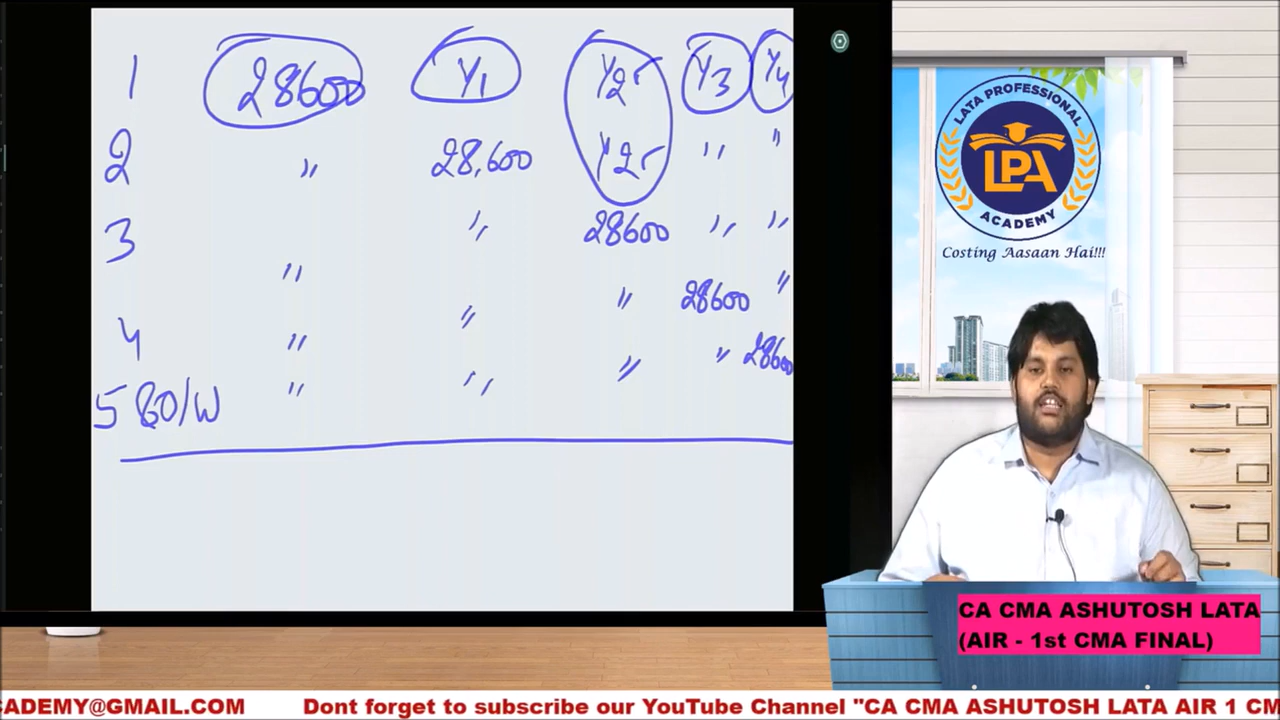 1 28600 Y1 Y2 Y3 Y4
2 " 28,600 Y2 " "
3 " 28600 " "
" " " 28600 "
4 " " " " 28600
5 BO/W " " "
LATA PROFESSIONAL
LPA
ACADEMY
Costing Aasaan Hai!!!
CA CMA ASHUTOSH LATA
(AIR - 1st CMA FINAL)
CADEMY@GMAIL.COM Dont forget to subscribe our YouTube Channel "CA CMA ASHUTOSH LATA AIR 1 CM